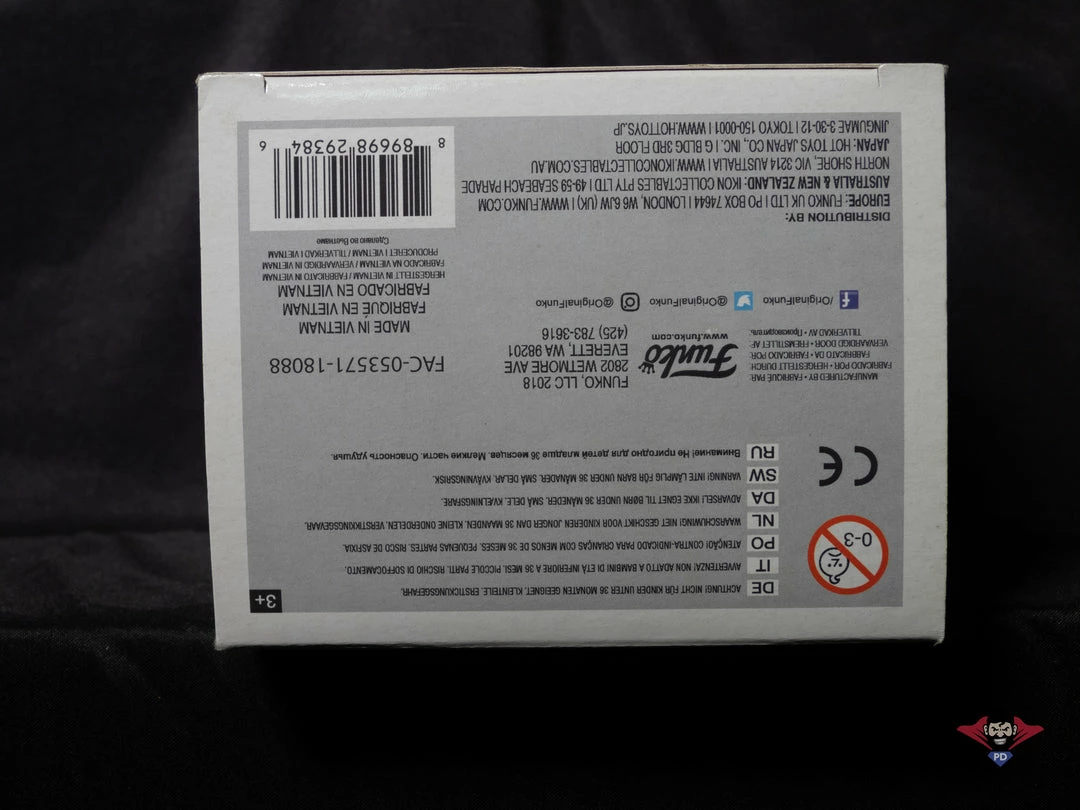 3+
DE ACHTUNG! NICHT FÜR KINDER UNTER 36 MONATEN GEEIGNET. KLEINTEILE. ERSTICKUNGSGEFAHR.
IT AVVERTENZA! NON ADATTO A BAMBINI DI ETÀ INFERIORE A 36 MESI. PICCOLE PARTI. RISCHIO DI SOFFOCAMENTO.
PO ATENÇÃO! CONTRA-INDICADO PARA CRIANÇAS COM MENOS DE 36 MESES. PEQUENAS PARTES. RISCO DE ASFIXIA.
NL WAARSCHUWING! NIET GESCHIKT VOOR KINDEREN JONGER DAN 36 MAANDEN. KLEINE ONDERDELEN. VERSTIKKINGSGEVAAR.
DA ADVARSEL! IKKE EGNET TIL BØRN UNDER 36 MÅNEDER. SMÅ DELE. KVÆLNINGSFARE.
SW VARNING! INTE LÄMPLIG FÖR BARN UNDER 36 MÅNADER. SMÅ DELAR. KVÄVNINGSRISK.
RU Внимание! Не пригодно для детей младше 36 месяцев. Мелкие части. Опасность удушья.
0-3
CE
MANUFACTURED BY • FABRIQUÉ PAR:
FABRICADO POR • HERGESTELLT DURCH:
FABRICATO DA • FABRICADO POR:
VERVAARDIGD DOOR • FREMSTILLET AF:
TILLVERKAD AV • Производитель:
Funko
www.funko.com
FUNKO, LLC 2018
2802 WETMORE AVE
EVERETT, WA 98201
(425) 783-3616
/OriginalFunko @OriginalFunko @OriginalFunko
FAC-053571-18088
MADE IN VIETNAM
FABRIQUÉ EN VIETNAM
FABRICADO EN VIETNAM
HERGESTELLT IN VIETNAM / FABBRICATO IN VIETNAM
FABRICADO NA VIETNAM / VERVAARDIGD IN VIETNAM
PRODUCERET I VIETNAM / TILLVERKAD I VIETNAM
Сделано во Вьетнаме
DISTRIBUTION BY:
EUROPE: FUNKO UK LTD | PO BOX 74644 | LONDON, W6 6JW (UK) | WWW.FUNKO.COM
AUSTRALIA & NEW ZEALAND: IKON COLLECTABLES PTY LTD | 49-59 SEABEACH PARADE
NORTH SHORE, VIC 3214 AUSTRALIA | WWW.IKONCOLLECTABLES.COM.AU
JAPAN: HOT TOYS JAPAN CO., INC. | G BLDG 3RD FLOOR
JINGUMAE 3-30-12 | TOKYO 150-0001 | WWW.HOTTOYS.JP
8 89698 29384 6
PD